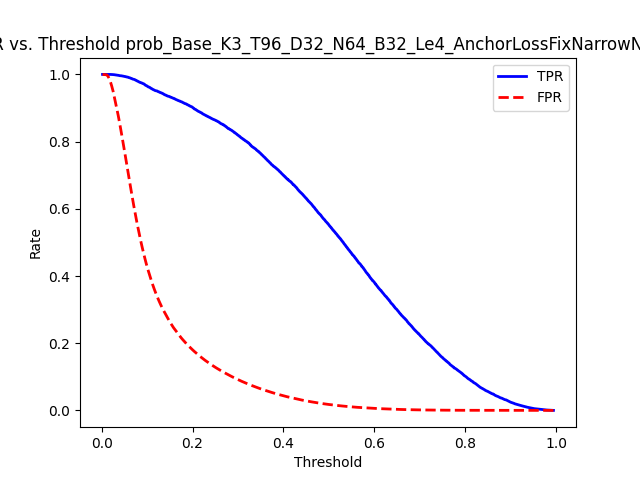 R vs. Threshold prob_Base_K3_T96_D32_N64_B32_Le4_AnchorLossFixNarrowN
TPR
FPR
1.0
0.8
0.6
0.4
0.2
0.0
Rate
0.0 0.2 0.4 0.6 0.8 1.0
Threshold